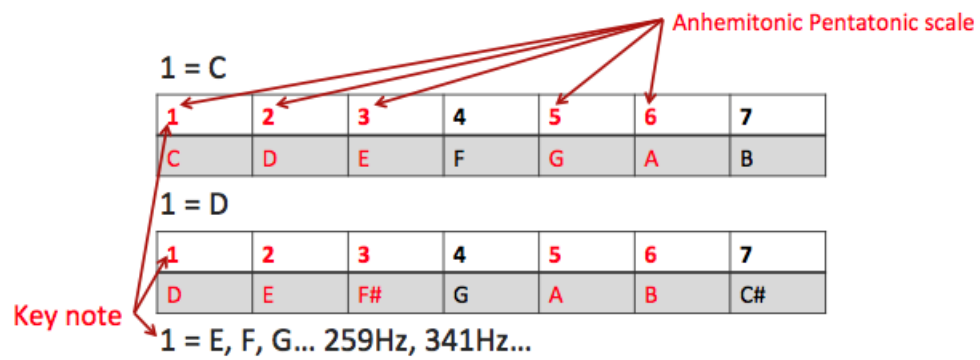 Anhemitonic Pentatonic scale
1 = C
1 2 3 4 5 6 7
C D E F G A B
1 = D
1 2 3 4 5 6 7
D E F# G A B C#
Key note
1 = E, F, G... 259Hz, 341Hz...